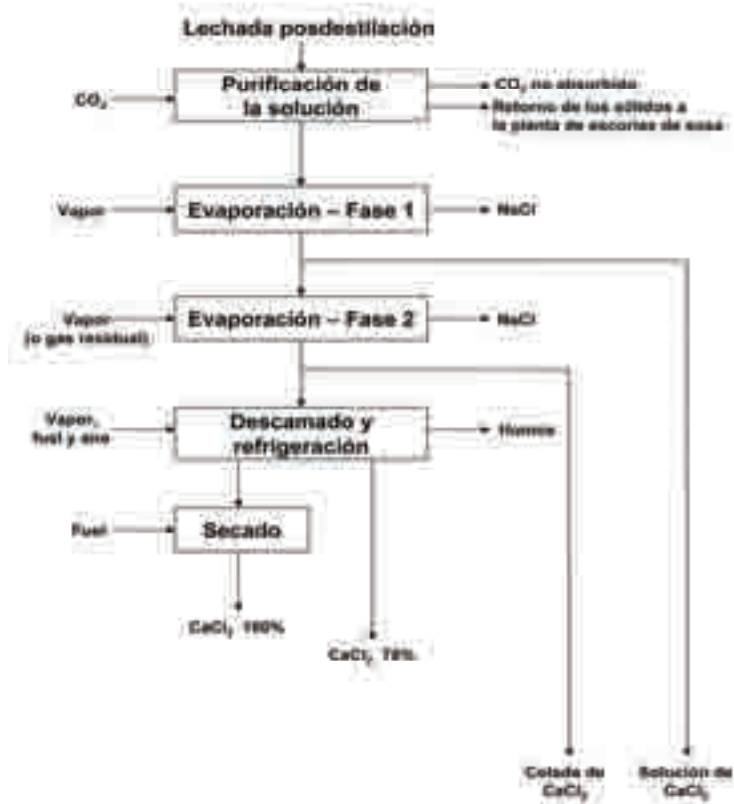 Lechada posdestilación
Purificación de
la solución
CO₂
CO₂ no absorbido
Retorno de los sólidos a
la planta de escorias de sosa
Vapor
Evaporación – Fase 1
NaCl
Vapor
(o gas residual)
Evaporación – Fase 2
NaCl
Vapor,
fuel y
Descamado y
refrigeración
Humos
Fuel
Secado
CaCl₂ 100%
CaCl₂ 78%
Colada de
CaCl₂
Solución de
CaCl₂